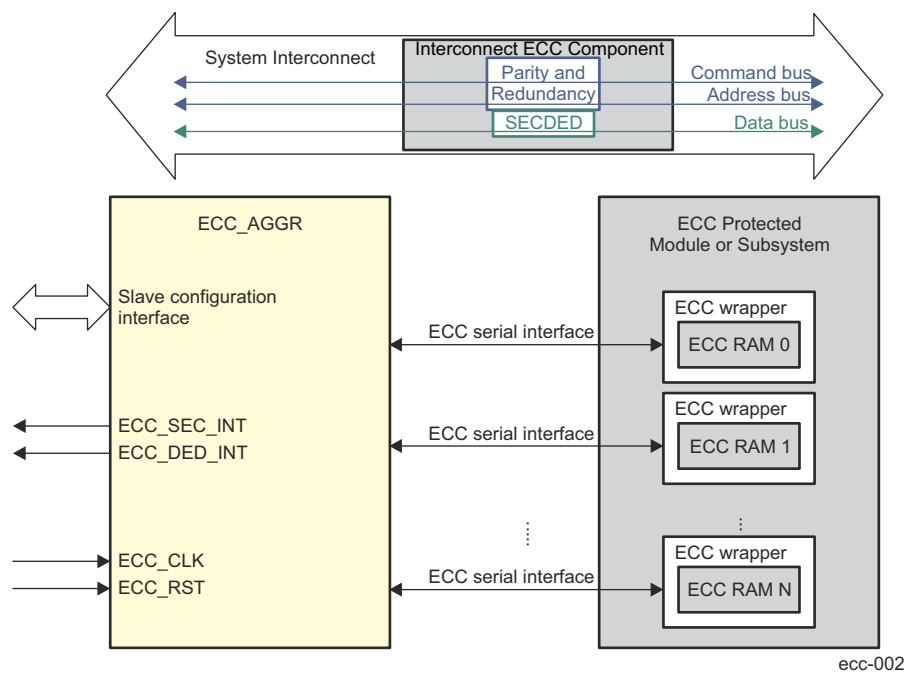 System Interconnect
Interconnect ECC Component
Parity and
Redundancy
Command bus
Address bus
SECDED
Data bus
ECC_AGGR
Slave configuration
interface
ECC_SEC_INT
ECC_DED_INT
ECC_CLK
ECC_RST
ECC serial interface
ECC serial interface
ECC serial interface
ECC Protected
Module or Subsystem
ECC wrapper
ECC RAM 0
ECC wrapper
ECC RAM 1
ECC wrapper
ECC RAM N
ecc-002